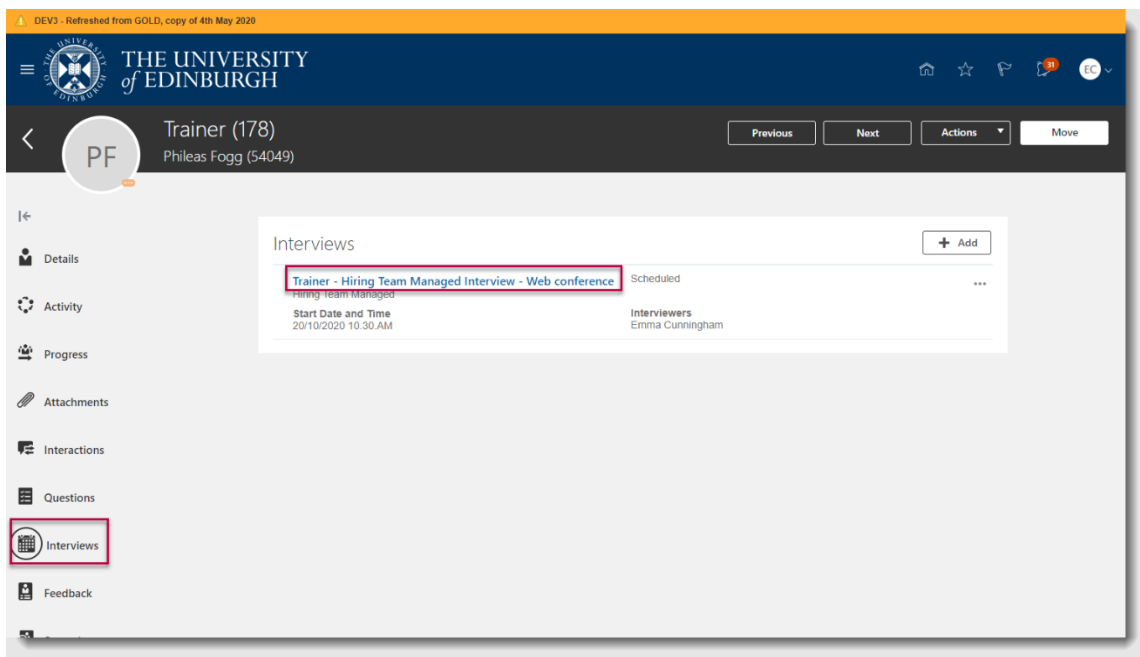 DEV3 - Refreshed from GOLD, copy of 4th May 2020
THE UNIVERSITY
of EDINBURGH
31
EC
PF
Trainer (178)
Phileas Fogg (54049)
Previous
Next
Actions
Move
Details
Activity
Progress
Attachments
Interactions
Questions
Interviews
Feedback
Interviews
+ Add
Trainer - Hiring Team Managed Interview - Web conference
Scheduled
Hiring Team Managed
Start Date and Time
20/10/2020 10.30.AM
Interviewers
Emma Cunningham